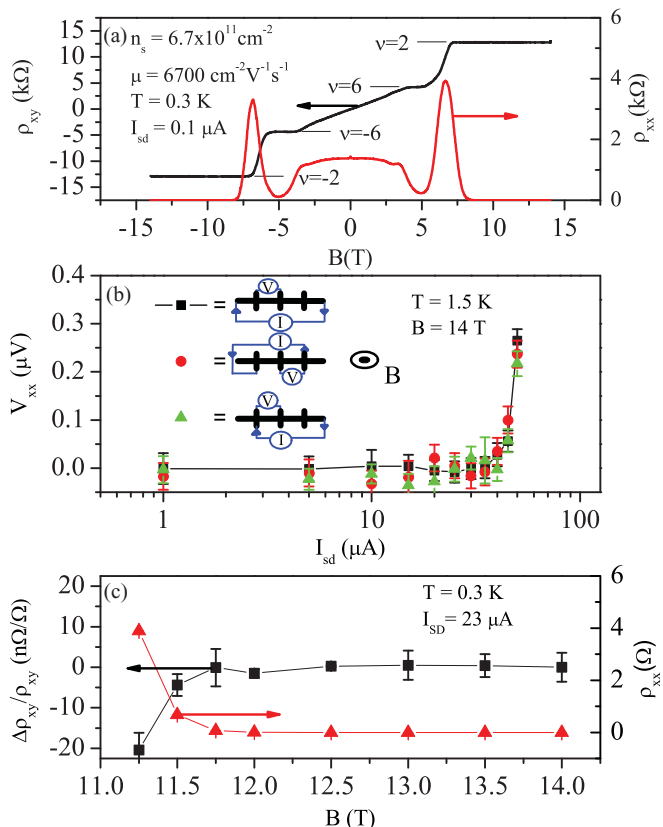 (a)
n_s = 6.7x10^11 cm^-2
μ = 6700 cm^-2V^-1s^-1
T = 0.3 K
I_sd = 0.1 μA
ν=2
ν=6
ν=-6
ν=-2
15
10
5
0
-5
-10
-15
ρ_xy (kΩ)
6
4
2
0
ρ_xx (kΩ)
-15 -10 -5 0 5 10 15
B(T)
(b)
0.4
0.3
0.2
0.1
0.0
V_xx (μV)
= V I
= I V
= V I
T = 1.5 K
B = 14 T
B
1 10 100
I_sd (μA)
(c)
T = 0.3 K
I_SD = 23 μA
20
10
0
-10
-20
Δρ_xy/ρ_xy (nΩ/Ω)
6
4
2
0
ρ_xx(Ω)
11.0 11.5 12.0 12.5 13.0 13.5 14.0
B (T)